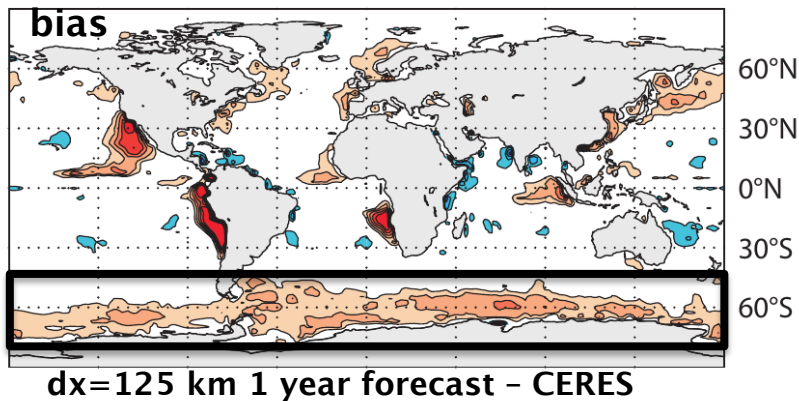 bias
60°N
30°N
0°N
30°S
60°S
dx=125 km 1 year forecast – CERES